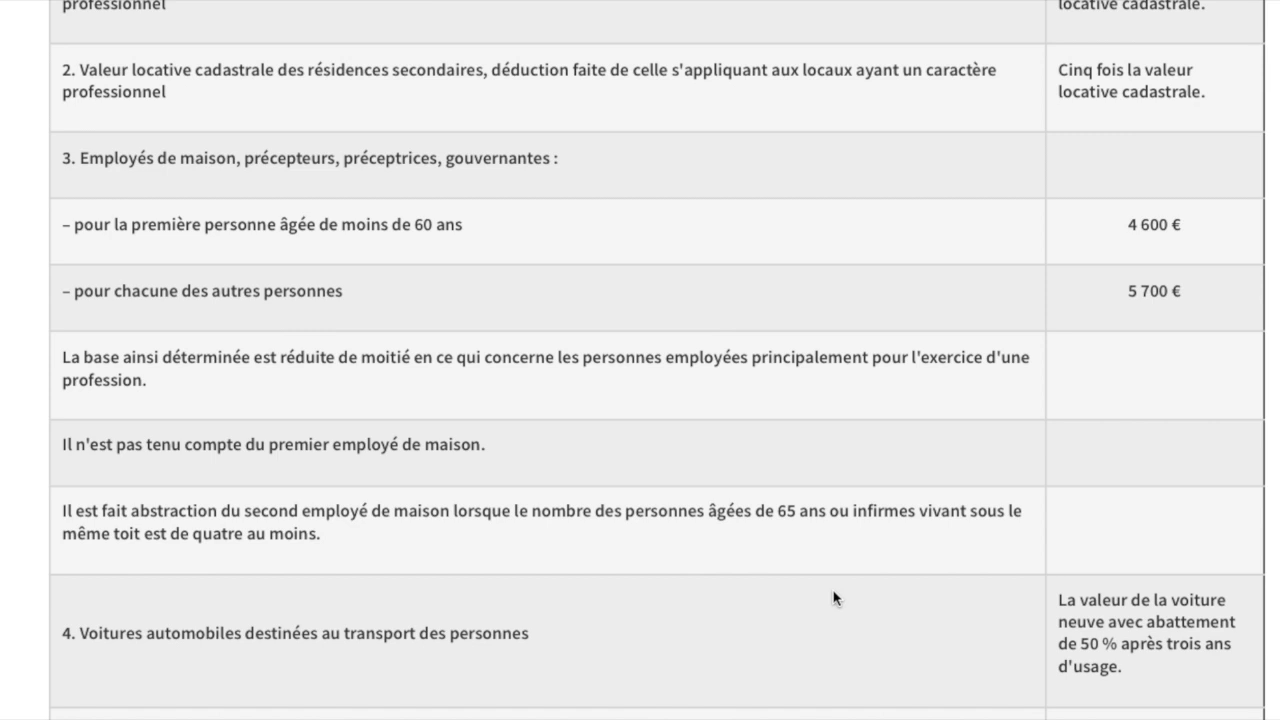 professionnel
locative cadastrale.
2. Valeur locative cadastrale des résidences secondaires, déduction faite de celle s'appliquant aux locaux ayant un caractère
professionnel
Cinq fois la valeur
locative cadastrale.
3. Employés de maison, précepteurs, préceptrices, gouvernantes :
– pour la première personne âgée de moins de 60 ans
4 600 €
– pour chacune des autres personnes
5 700 €
La base ainsi déterminée est réduite de moitié en ce qui concerne les personnes employées principalement pour l'exercice d'une
profession.
Il n'est pas tenu compte du premier employé de maison.
Il est fait abstraction du second employé de maison lorsque le nombre des personnes âgées de 65 ans ou infirmes vivant sous le
même toit est de quatre au moins.
4. Voitures automobiles destinées au transport des personnes
La valeur de la voiture
neuve avec abattement
de 50 % après trois ans
d'usage.